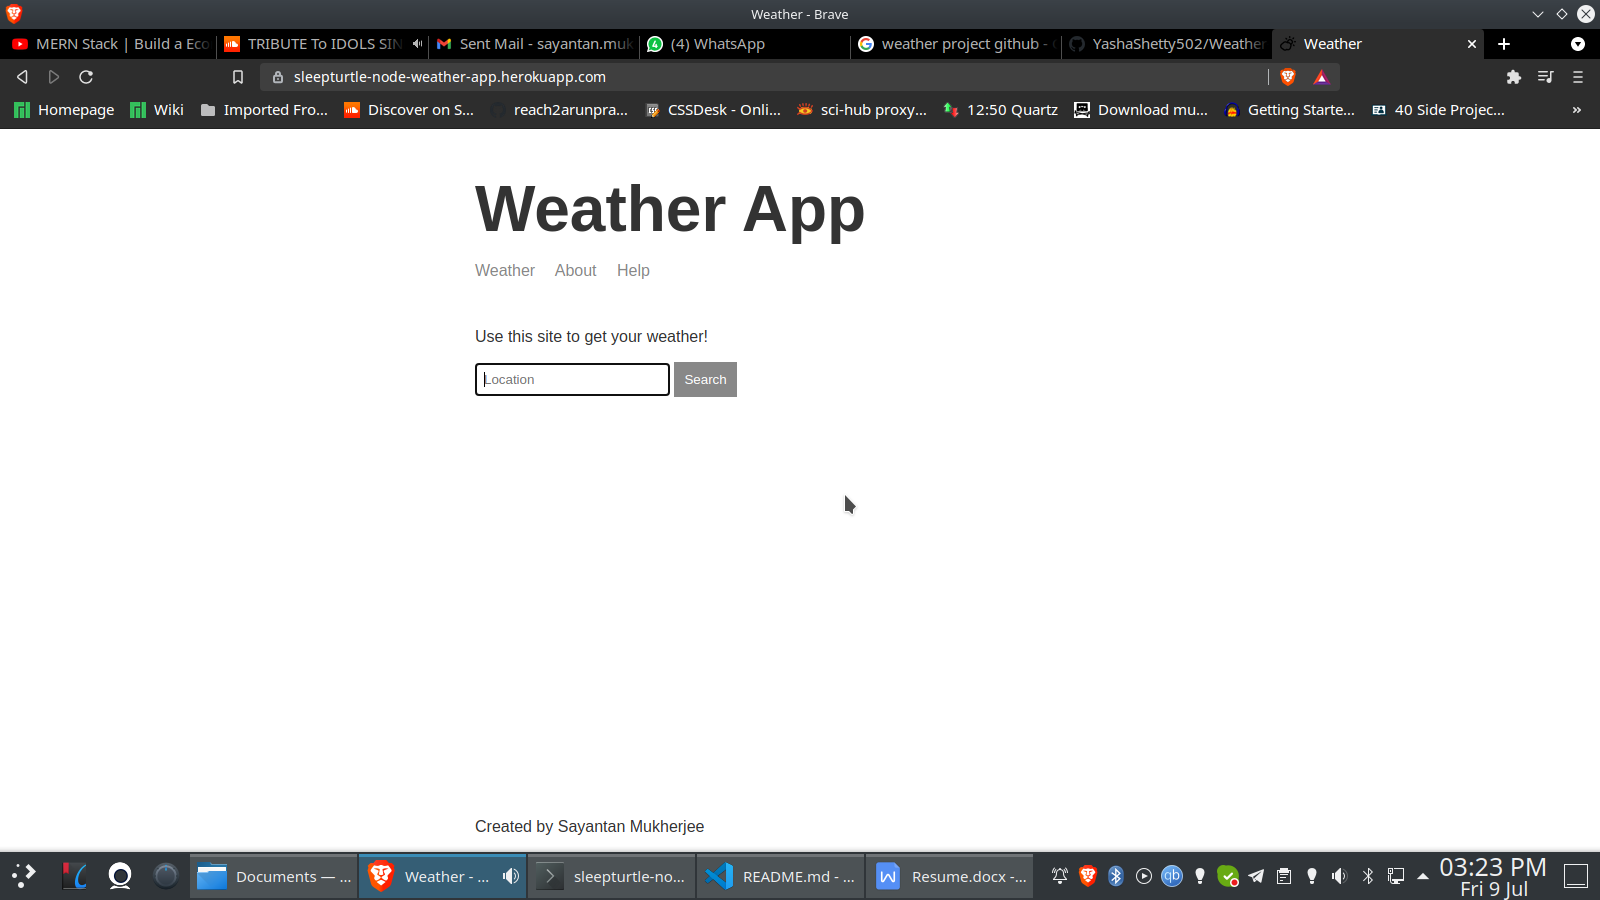 Weather - Brave
MERN Stack | Build a Eco
TRIBUTE To IDOLS SIN
Sent Mail - sayantan.muk
(4) WhatsApp
weather project github -
YashaShetty502/Weather
Weather
sleepturtle-node-weather-app.herokuapp.com
Homepage
Wiki
Imported Fro...
Discover on S...
reach2arunpra...
CSSDesk - Onli...
sci-hub proxy...
12:50 Quartz
Download mu...
Getting Starte...
40 Side Projec...
»
Weather App
Weather About Help
Use this site to get your weather!
Location
Search
Created by Sayantan Mukherjee
Documents — ...
Weather - ...
sleepturtle-no...
README.md - ...
Resume.docx -...
03:23 PM
Fri 9 Jul